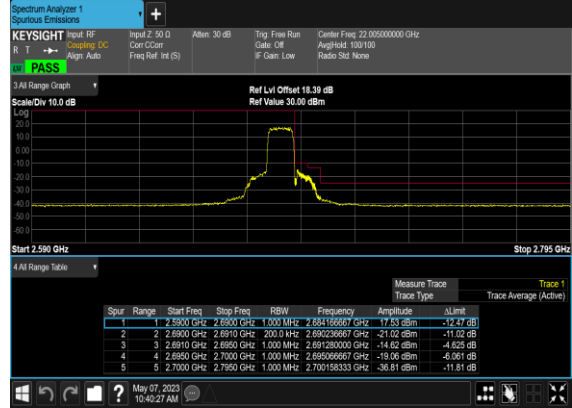 Spectrum Analyzer 1
Spurious Emissions
+
KEYSIGHT Input: RF Input Z: 50 Ω Atten: 30 dB Trig: Free Run Center Freq: 22.005000000 GHz
R T Coupling: DC Corr CCorr Gate: Off Avg|Hold: 100/100
Align: Auto Freq Ref: Int (S) IF Gain: Low Radio Std: None
PASS
3 All Range Graph
Ref Lvl Offset 18.39 dB
Scale/Div 10.0 dB Ref Value 30.00 dBm
Log
20.0
10.0
0.00
-10.0
-20.0
-30.0
-40.0
-50.0
-60.0
Start 2.590 GHz Stop 2.795 GHz
4 All Range Table
Measure Trace Trace 1
Trace Type Trace Average (Active)
Spur Range Start Freq Stop Freq RBW Frequency Amplitude ΔLimit
1 1 2.5900 GHz 2.6900 GHz 1.000 MHz 2.684166667 GHz 17.53 dBm -12.47 dB
2 2 2.6900 GHz 2.6910 GHz 200.0 kHz 2.690236667 GHz -21.02 dBm -11.02 dB
3 3 2.6910 GHz 2.6950 GHz 1.000 MHz 2.691280000 GHz -14.62 dBm -4.625 dB
4 4 2.6950 GHz 2.7000 GHz 1.000 MHz 2.695066667 GHz -19.06 dBm -6.061 dB
5 5 2.7000 GHz 2.7950 GHz 1.000 MHz 2.700158333 GHz -36.81 dBm -11.81 dB
? May 07, 2023
10:40:27 AM